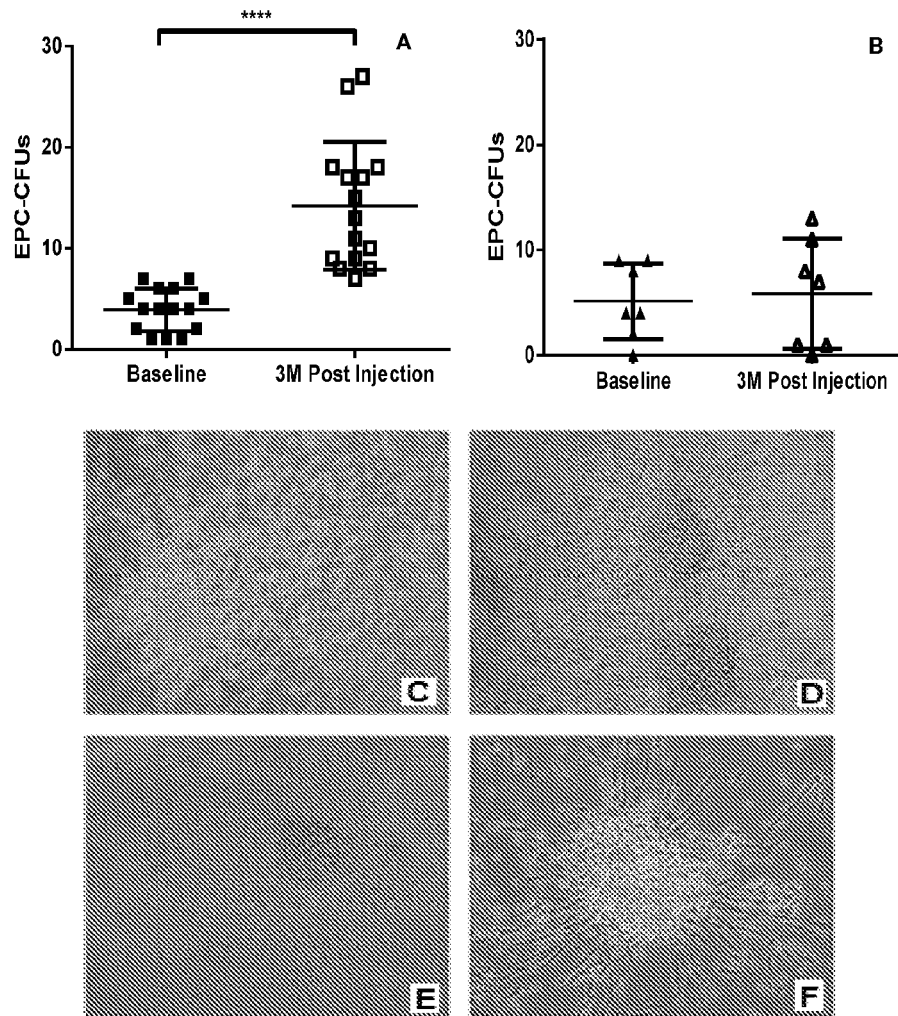 ****
A
30
20
10
0
EPC-CFUs
Baseline
3M Post Injection
B
30
20
10
0
EPC-CFUs
Baseline
3M Post Injection
C
D
E
F